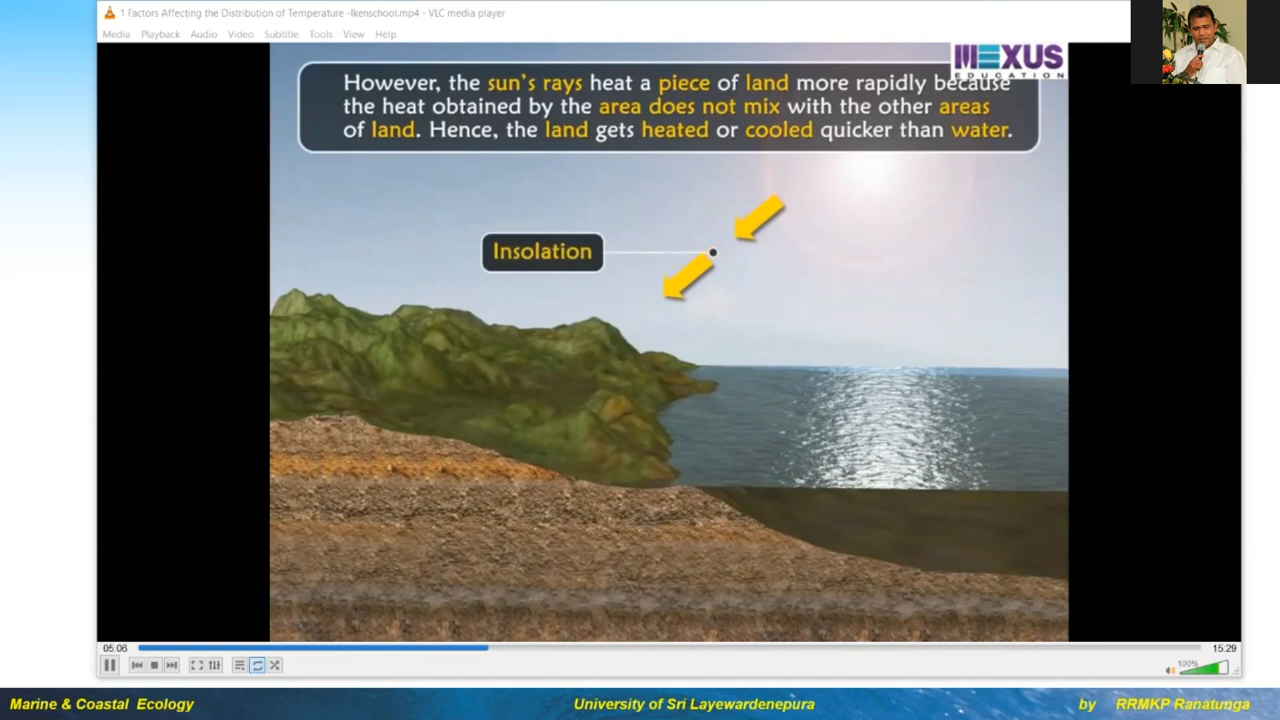 1 Factors Affecting the Distribution of Temperature -Ikenschool.mp4 - VLC media player
Media Playback Audio Video Subtitle Tools View Help
MEXUS
EDUCATION
However, the sun's rays heat a piece of land more rapidly because
the heat obtained by the area does not mix with the other areas
of land. Hence, the land gets heated or cooled quicker than water.
Insolation
05:06
15:29
100%
Marine & Coastal Ecology University of Sri Layewardenepura by RRMKP Ranatunga